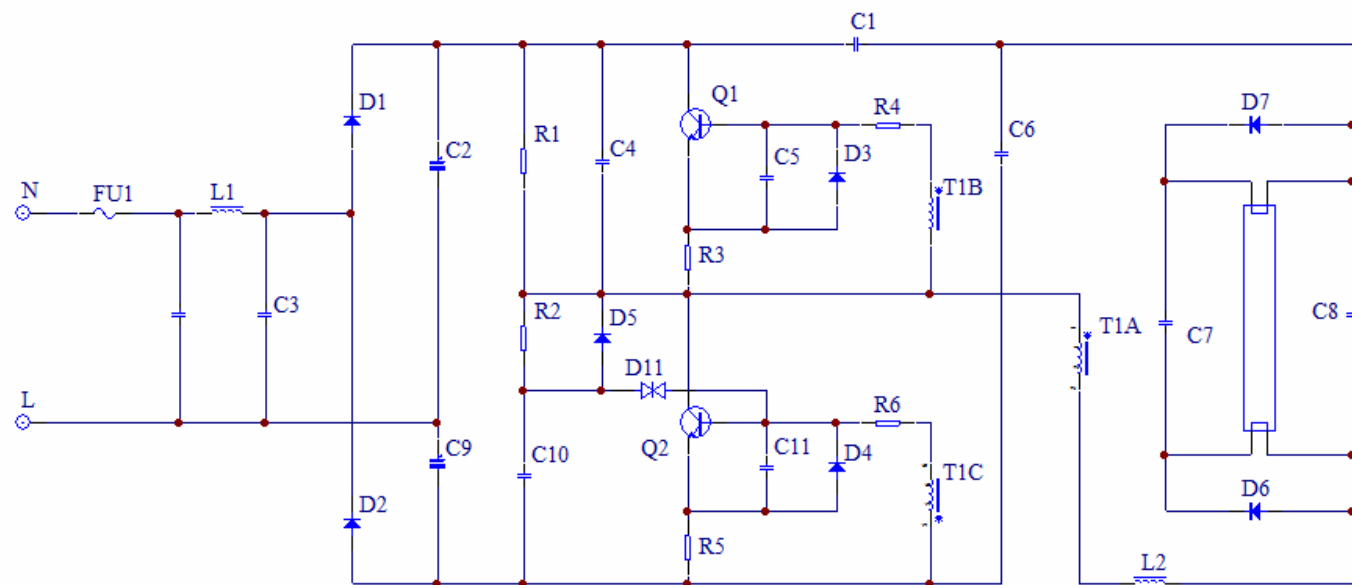 C1
D1
Q1
R4
D7
C2
R1
C4
C5
D3
C6
N
FU1
L1
T1B
R3
C3
R2
D5
T1A
C7
C8
D11
L
R6
C9
C10
Q2
C11
D4
T1C
D2
D6
R5
L2